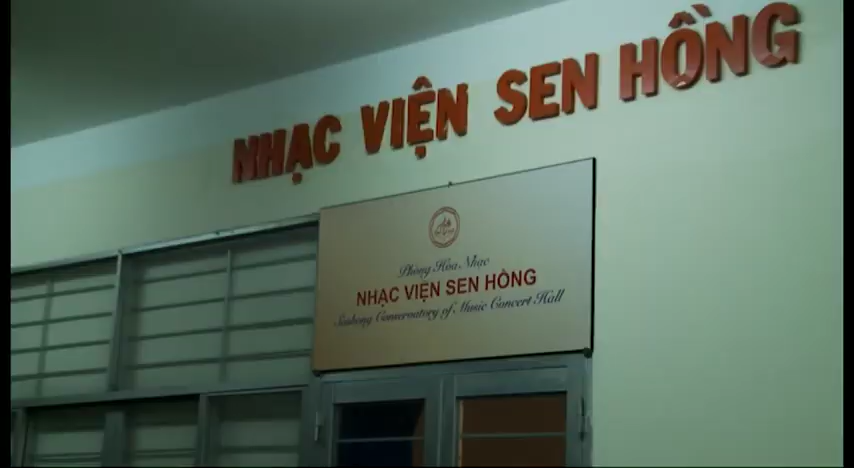 NHẠC VIỆN SEN HỒNG
Phòng Hòa Nhạc
NHẠC VIỆN SEN HỒNG
Senhong Conservatory of Music Concert Hall